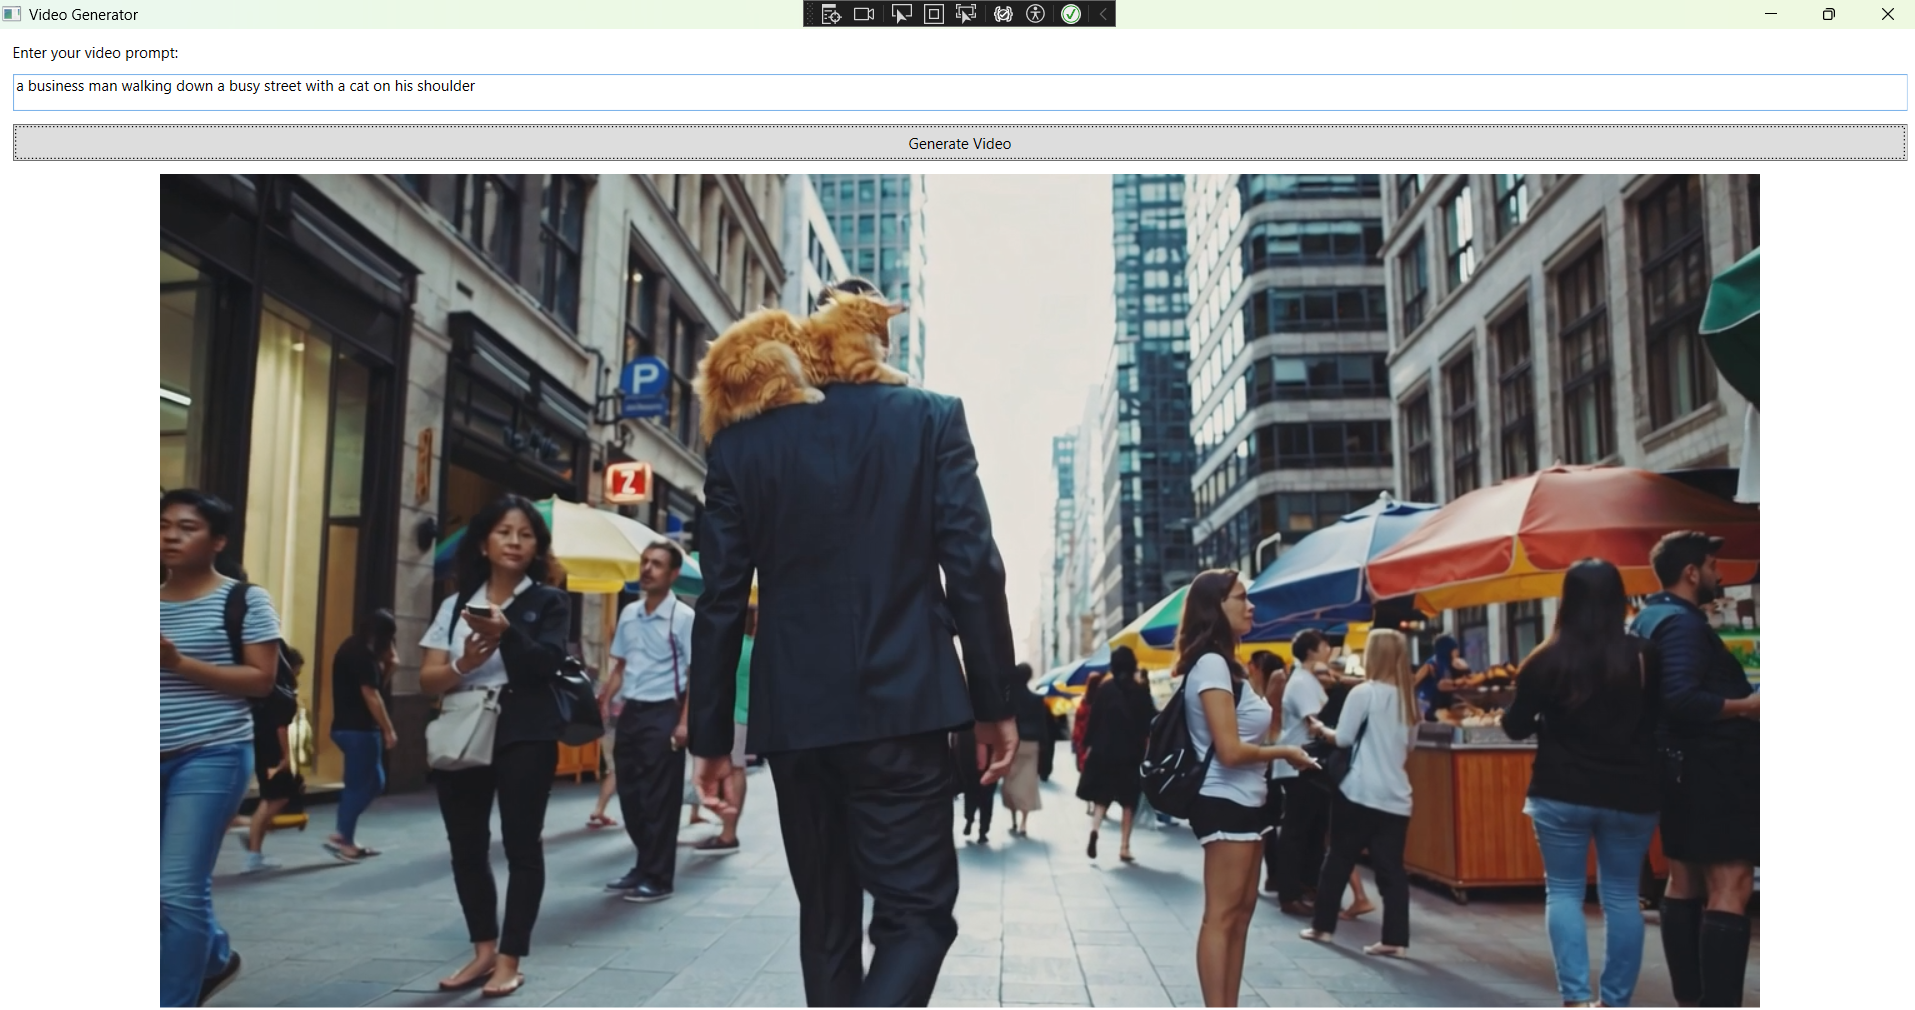 Video Generator
Enter your video prompt:
a business man walking down a busy street with a cat on his shoulder
Generate Video
P
Z